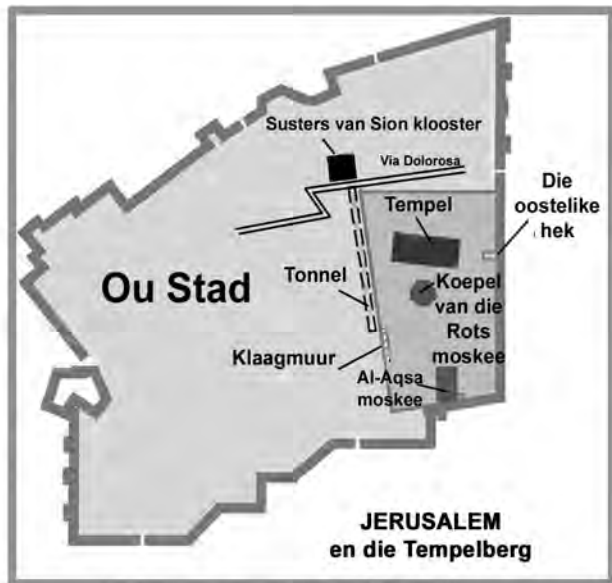 Susters van Sion klooster
Via Dolorosa
Die
oostelike
hek
Tempel
Ou Stad
Tonnel
Koepel
van die
Rots
moskee
Klaagmuur
Al-Aqsa
moskee
JERUSALEM
en die Tempelberg